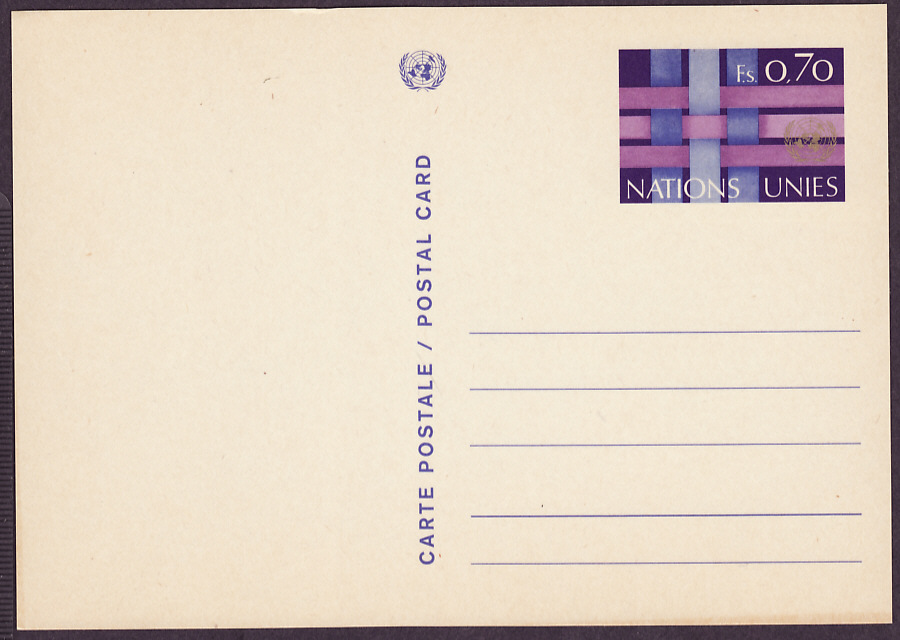 F.s. 0,70
NATIONS UNIES
CARTE POSTALE / POSTAL CARD